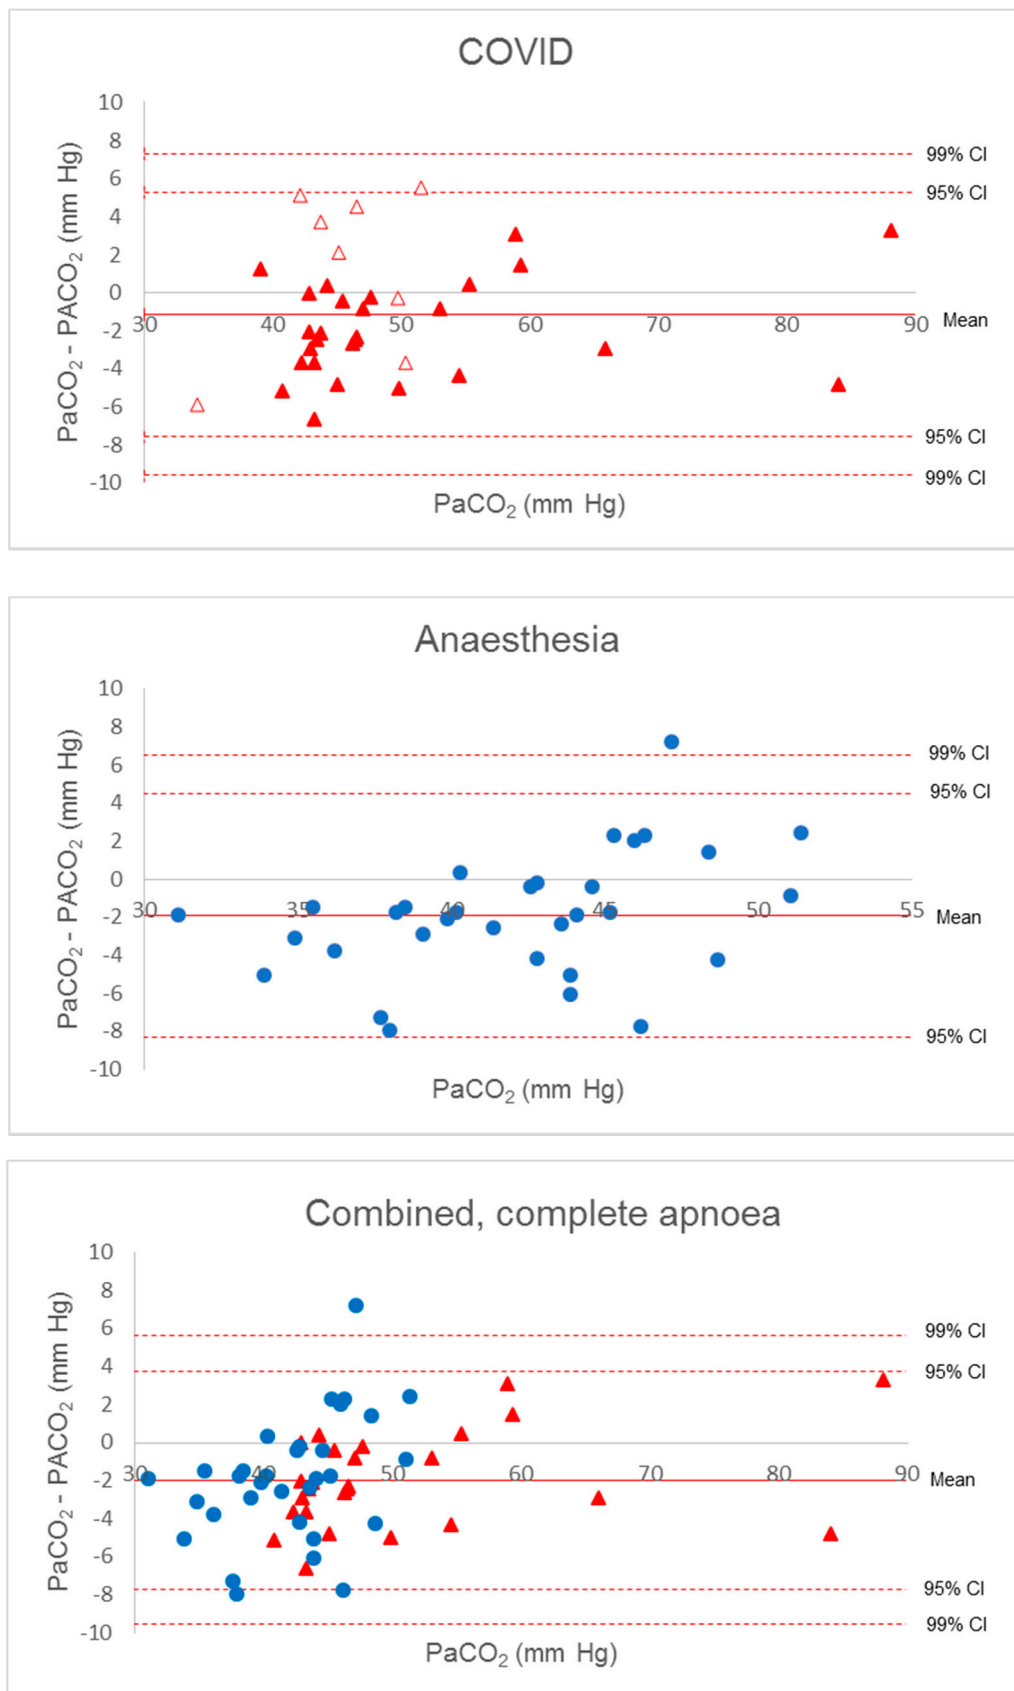 COVID
PaCO₂ - PACO₂ (mm Hg)
10
8
6
4
2
0
-2
-4
-6
-8
-10
30 40 50 60 70 80 90
99% CI
95% CI
Mean
95% CI
99% CI
PaCO₂ (mm Hg)
Anaesthesia
PaCO₂ - PACO₂ (mm Hg)
10
8
6
4
2
0
-2
-4
-6
-8
-10
30 35 40 45 50 55
99% CI
95% CI
Mean
95% CI
PaCO₂ (mm Hg)
Combined, complete apnoea
PaCO₂ - PACO₂ (mm Hg)
10
8
6
4
2
0
-2
-4
-6
-8
-10
30 40 50 60 70 80 90
99% CI
95% CI
Mean
95% CI
99% CI
PaCO₂ (mm Hg)